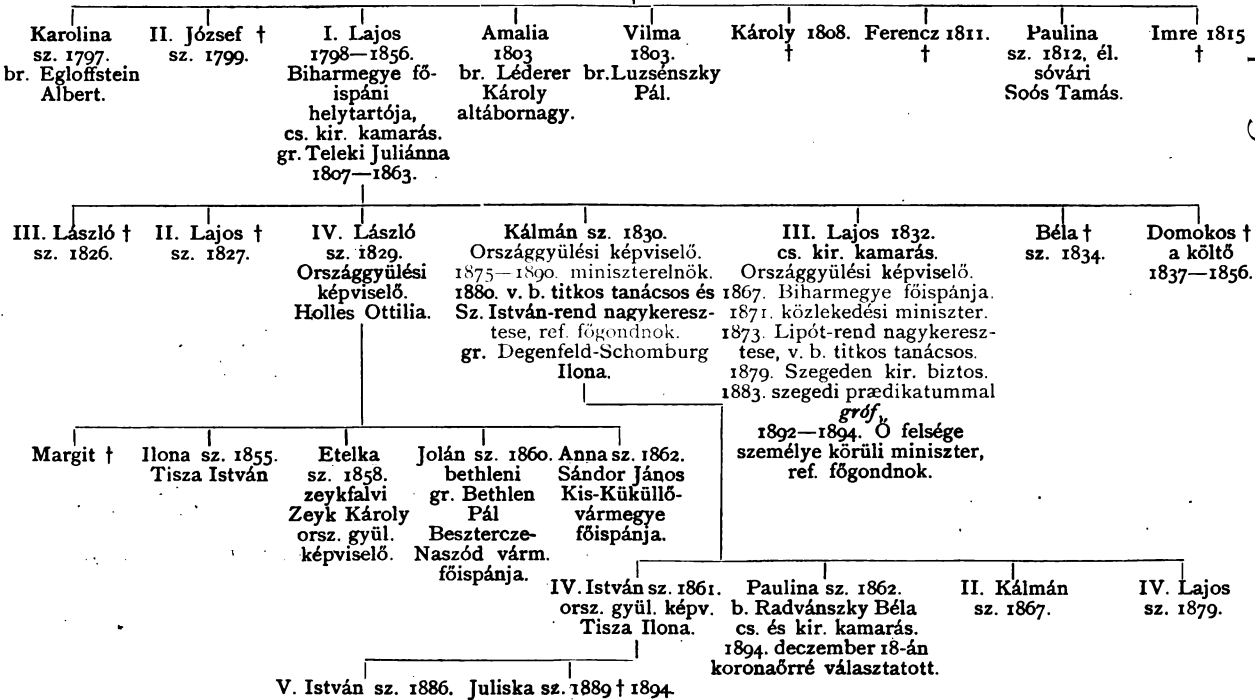 Karolina
sz. 1797.
br. Egloffstein
Albert.
II. József †
sz. 1799.
I. Lajos
1798—1856.
Biharmegye fő-
ispáni
helytartója,
cs. kir. kamarás.
gr. Teleki Juliánna
1807—1863.
Amalia
1803
br. Léderer
Károly
altábornagy.
Vilma
1803.
br. Luzsénszky
Pál.
Károly 1808.
†
Ferencz 1811.
†
Paulina
sz. 1812, él.
sóvári
Soós Tamás.
Imre 1815
†
III. László †
sz. 1826.
II. Lajos †
sz. 1827.
IV. László
sz. 1829.
Országgyülési
képviselő.
Holles Ottilia.
Kálmán sz. 1830.
Országgyülési képviselő.
1875—1890. miniszterelnök.
1880. v. b. titkos tanácsos és
Sz. István-rend nagykeresz-
tese, ref. főgondnok.
gr. Degenfeld-Schomburg
Ilona.
III. Lajos 1832.
cs. kir. kamarás.
Országgyülési képviselő.
1867. Biharmegye főispánja.
1871. közlekedési miniszter.
1873. Lipót-rend nagykeresz-
tese, v. b. titkos tanácsos.
1879. Szegeden kir. biztos.
1883. szegedi prædikatummal
gróf,
1892—1894. Ő felsége
személye körüli miniszter,
ref. főgondnok.
Béla †
sz. 1834.
Domokos †
a költő
1837—1856.
Margit †
Ilona sz. 1855.
Tisza István
Etelka
sz. 1858.
zeykfalvi
Zeyk Károly
orsz. gyül.
képviselő.
Jolán sz. 1860.
bethleni
gr. Bethlen
Pál
Besztercze-
Naszód várm.
főispánja.
Anna sz. 1862.
Sándor János
Kis-Küküllő-
vármegye
főispánja.
IV. István sz. 1861.
orsz. gyül. képv.
Tisza Ilona.
Paulina sz. 1862.
b. Radvánszky Béla
cs. és kir. kamarás.
1894. deczember 18-án
koronaőrré választatott.
II. Kálmán
sz. 1867.
IV. Lajos
sz. 1879.
V. István sz. 1886.
Juliska sz. 1889 † 1894.